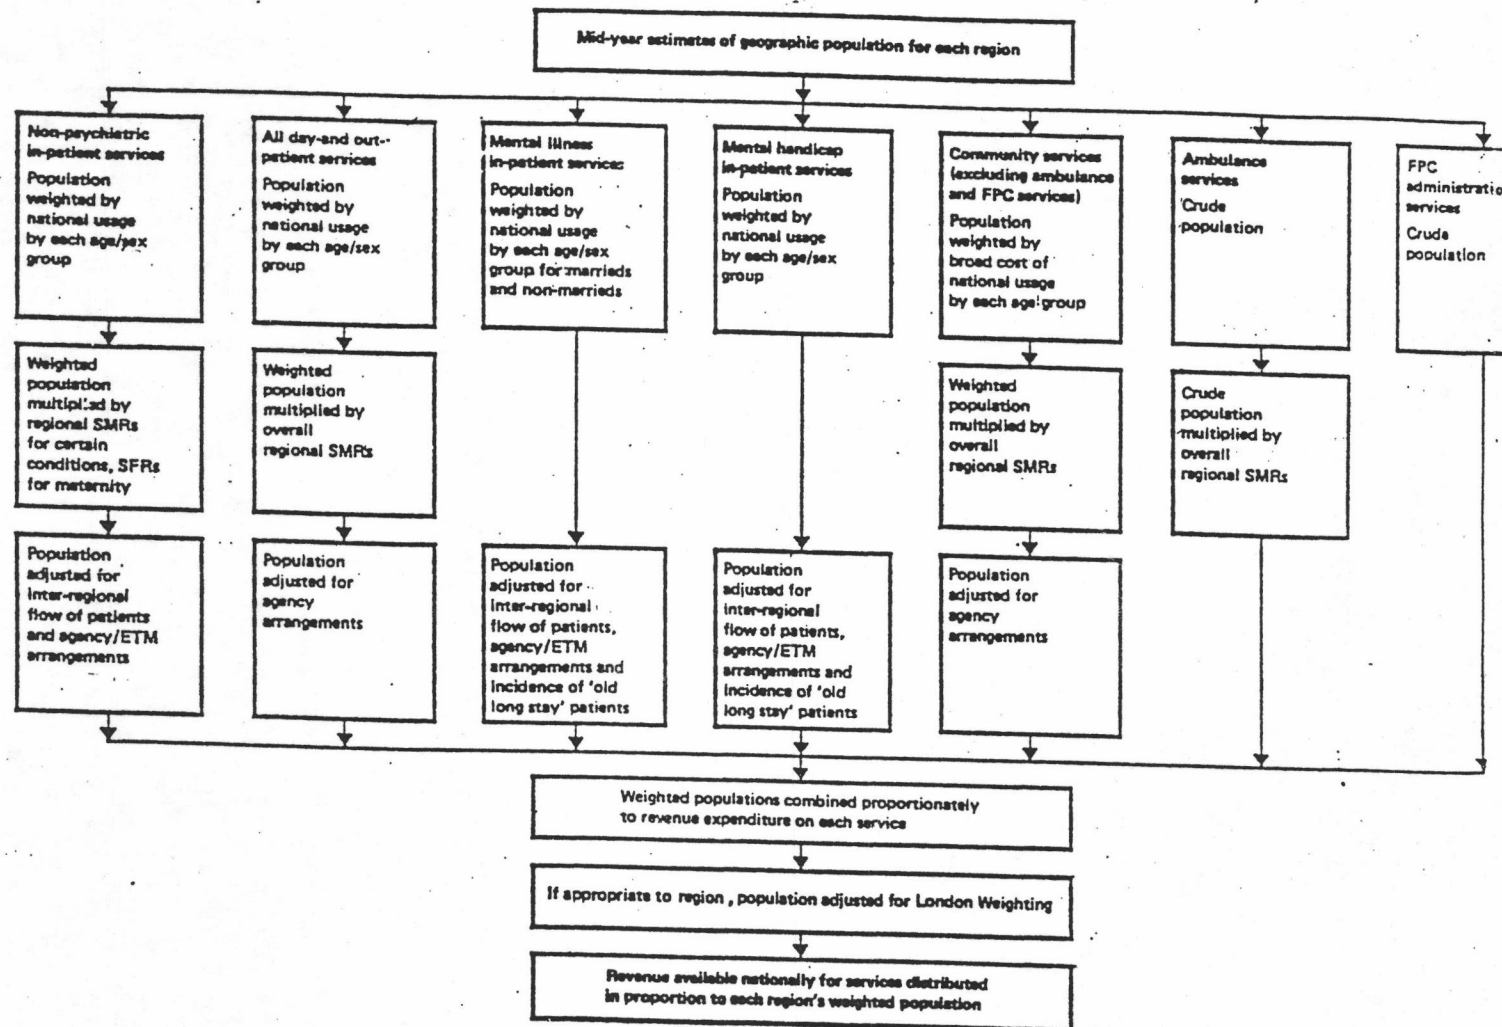 Mid-year estimates of geographic population for each region
Non-psychiatric
in-patient services
Population
weighted by
national usage
by each age/sex
group
All day-and out-
patient services
Population
weighted by
national usage
by each age/sex
group
Mental illness
in-patient services
Population
weighted by
national usage
by each age/sex
group for marrieds
and non-marrieds
Mental handicap
in-patient services
Population
weighted by
national usage
by each age/sex
group
Community services
(excluding ambulance
and FPC services)
Population
weighted by
broad cost of
national usage
by each age group
Ambulance
services
Crude
population
FPC
administratio
services
Crude
population
Weighted
population
multiplied by
regional SMRs
for certain
conditions, SFRs
for maternity
Weighted
population
multiplied by
overall
regional SMRs
Weighted
population
multiplied by
overall
regional SMRs
Crude
population
multiplied by
overall
regional SMRs
Population
adjusted for
inter-regional
flow of patients
and agency/ETM
arrangements
Population
adjusted for
agency
arrangements
Population
adjusted for
inter-regional
flow of patients,
agency/ETM
arrangements and
incidence of 'old
long stay' patients
Population
adjusted for
inter-regional
flow of patients,
agency/ETM
arrangements and
incidence of 'old
long stay' patients
Population
adjusted for
agency
arrangements
Weighted populations combined proportionately
to revenue expenditure on each service
If appropriate to region, population adjusted for London Weighting
Revenue available nationally for services distributed
in proportion to each region's weighted population